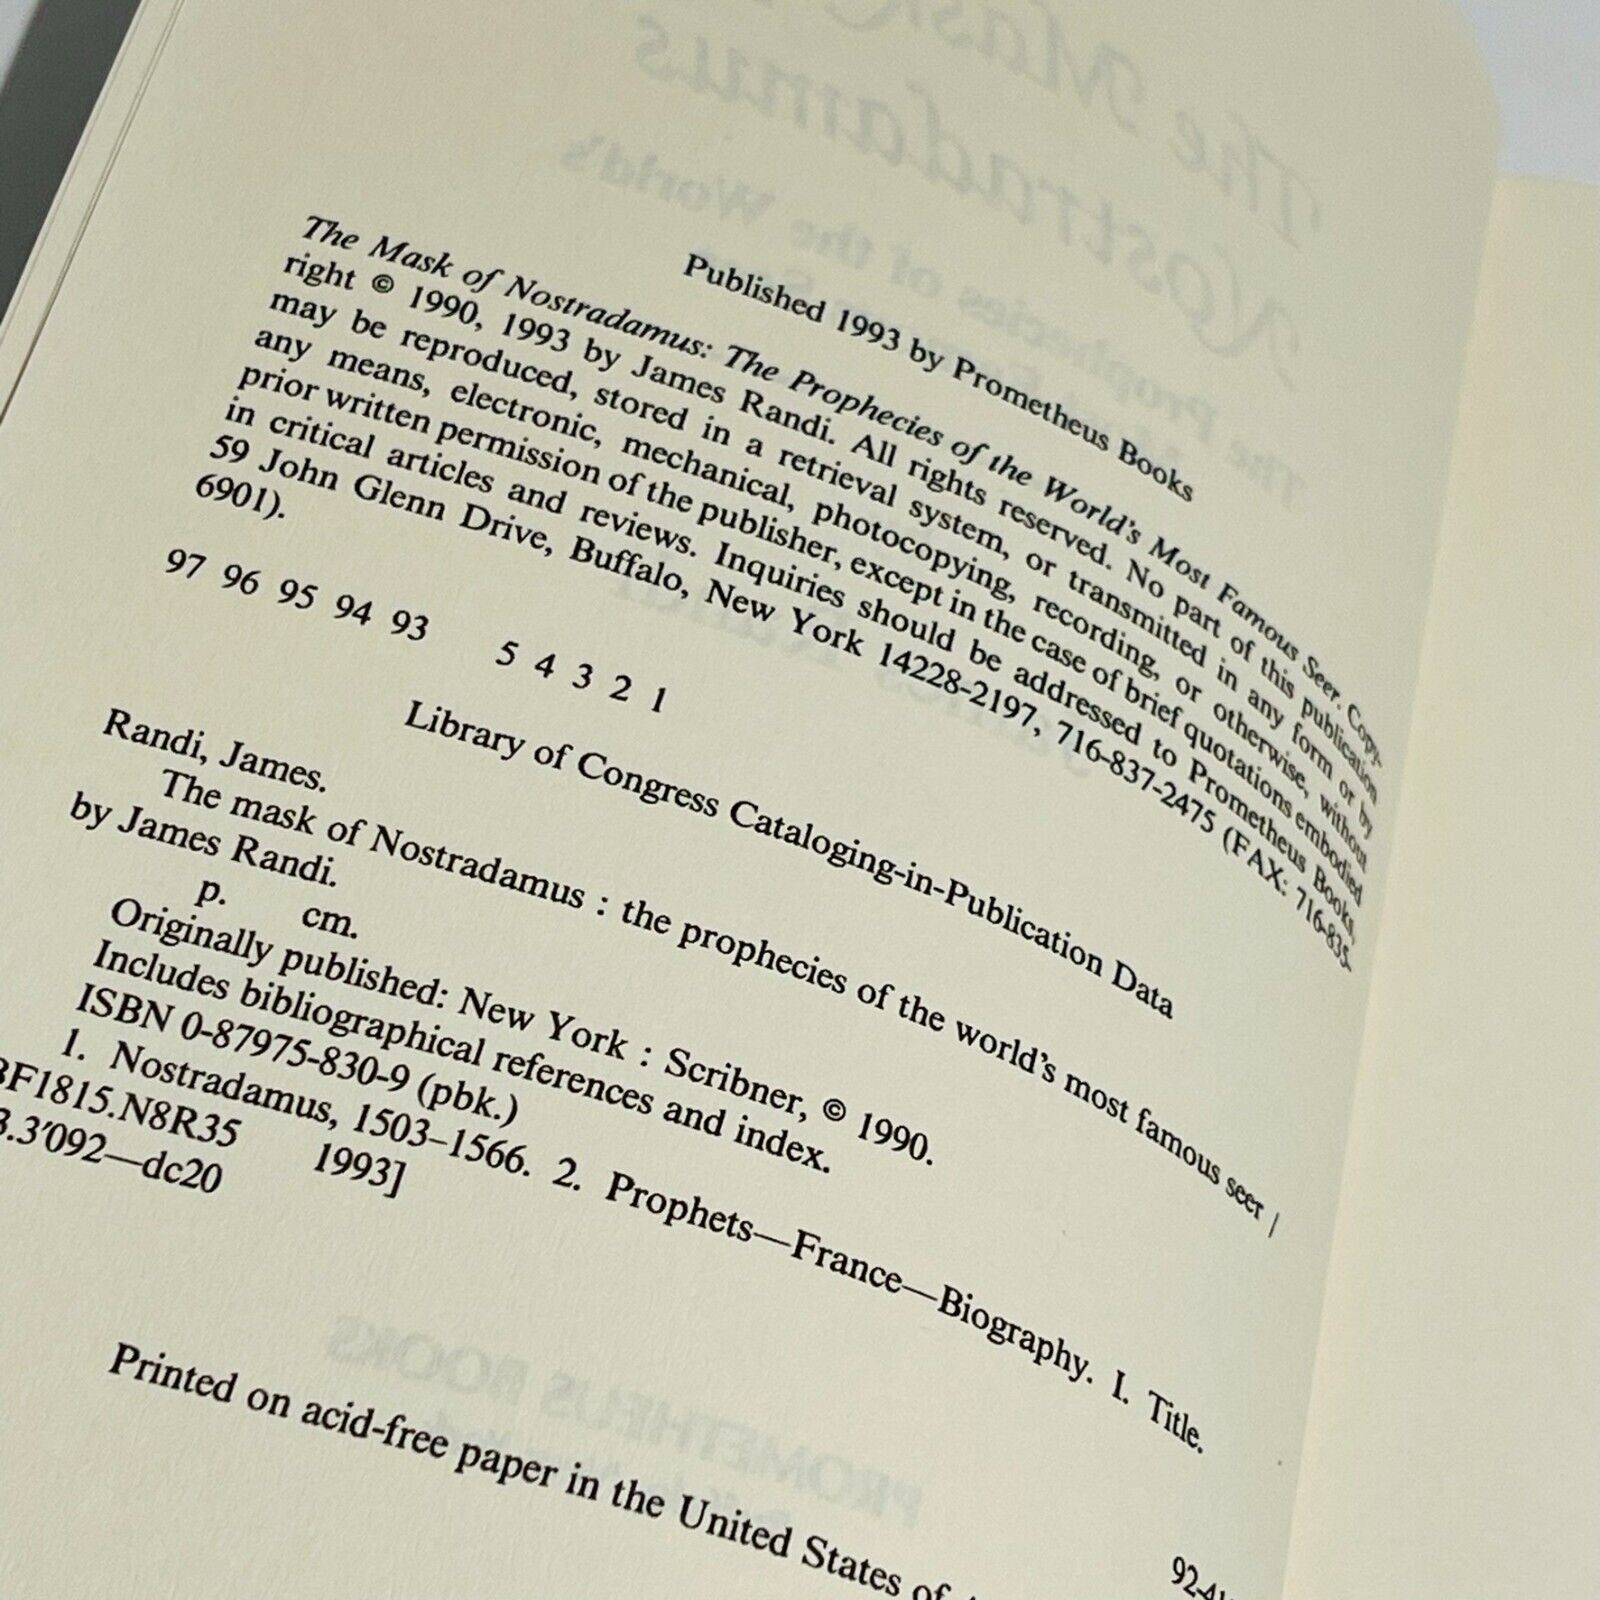 Published 1993 by Prometheus Books
The Mask of Nostradamus: The Prophecies of the World's Most Famous Seer. Copy-
right © 1990, 1993 by James Randi. All rights reserved. No part of this publication
may be reproduced, stored in a retrieval system, or transmitted in any form or by
any means, electronic, mechanical, photocopying, recording, or otherwise, without
prior written permission of the publisher, except in the case of brief quotations embodied
in critical articles and reviews. Inquiries should be addressed to Prometheus Books,
59 John Glenn Drive, Buffalo, New York 14228-2197, 716-837-2475 (FAX: 716-835-
6901).
97 96 95 94 93 5 4 3 2 1
Library of Congress Cataloging-in-Publication Data
Randi, James.
The mask of Nostradamus : the prophecies of the world's most famous seer /
by James Randi.
p. cm.
Originally published: New York : Scribner, © 1990.
Includes bibliographical references and index.
ISBN 0-87975-830-9 (pbk.)
1. Nostradamus, 1503–1566. 2. Prophets—France—Biography. I. Title.
BF1815.N8R35 1993]
3.3'092—dc20
92-4
Printed on acid-free paper in the United States of